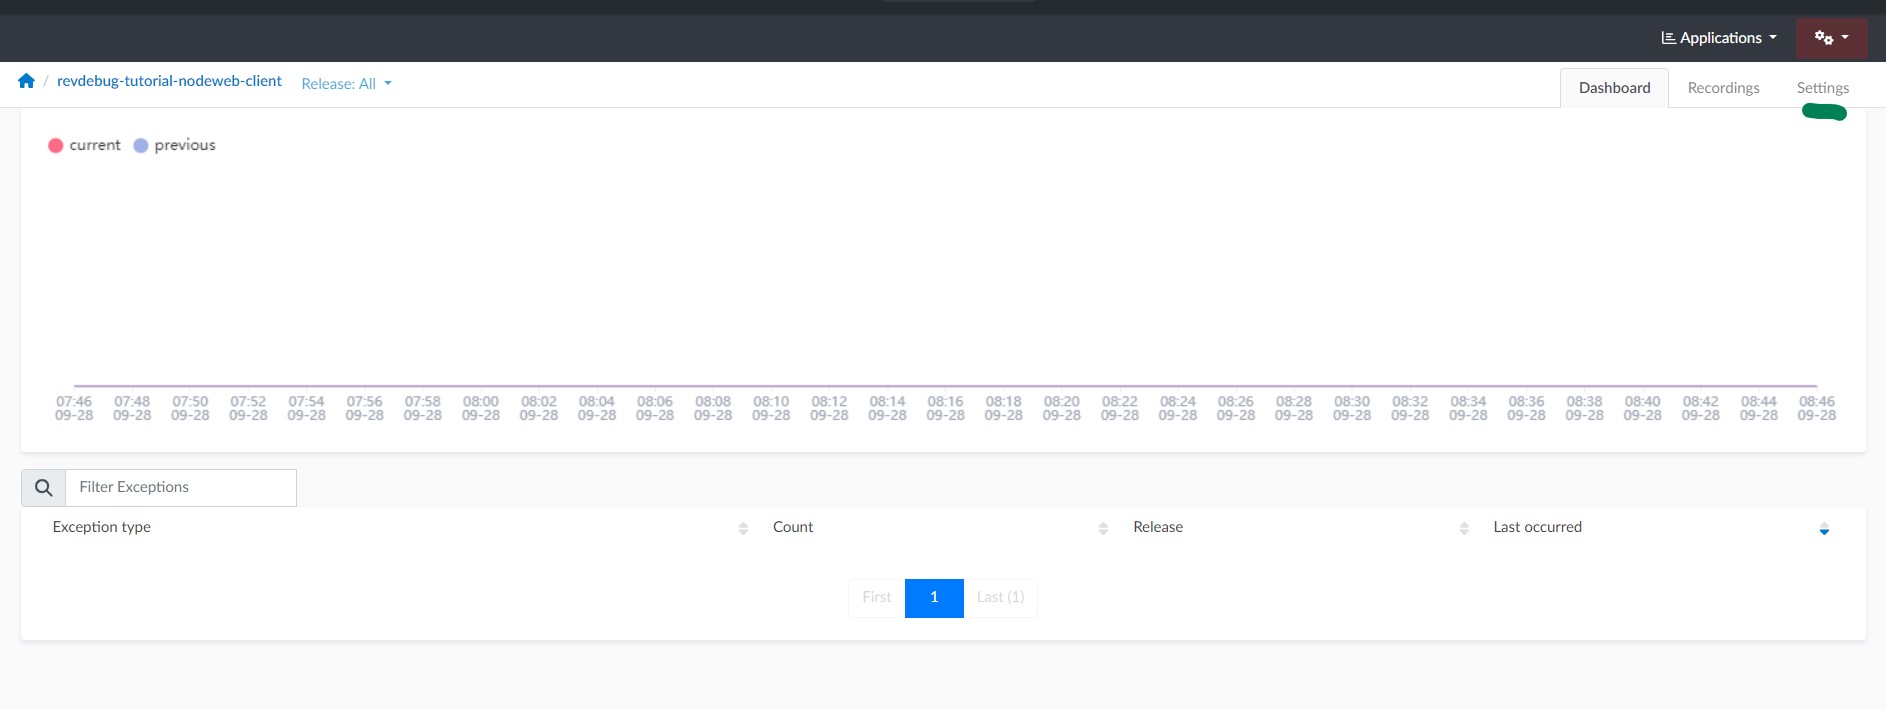 Applications
/ revdebug-tutorial-nodeweb-client Release: All
Dashboard Recordings Settings
current previous
07:46 07:48 07:50 07:52 07:54 07:56 07:58 08:00 08:02 08:04 08:06 08:08 08:10 08:12 08:14 08:16 08:18 08:20 08:22 08:24 08:26 08:28 08:30 08:32 08:34 08:36 08:38 08:40 08:42 08:44 08:46
09-28 09-28 09-28 09-28 09-28 09-28 09-28 09-28 09-28 09-28 09-28 09-28 09-28 09-28 09-28 09-28 09-28 09-28 09-28 09-28 09-28 09-28 09-28 09-28 09-28 09-28 09-28 09-28 09-28 09-28 09-28
Filter Exceptions
Exception type Count Release Last occurred
First 1 Last (1)